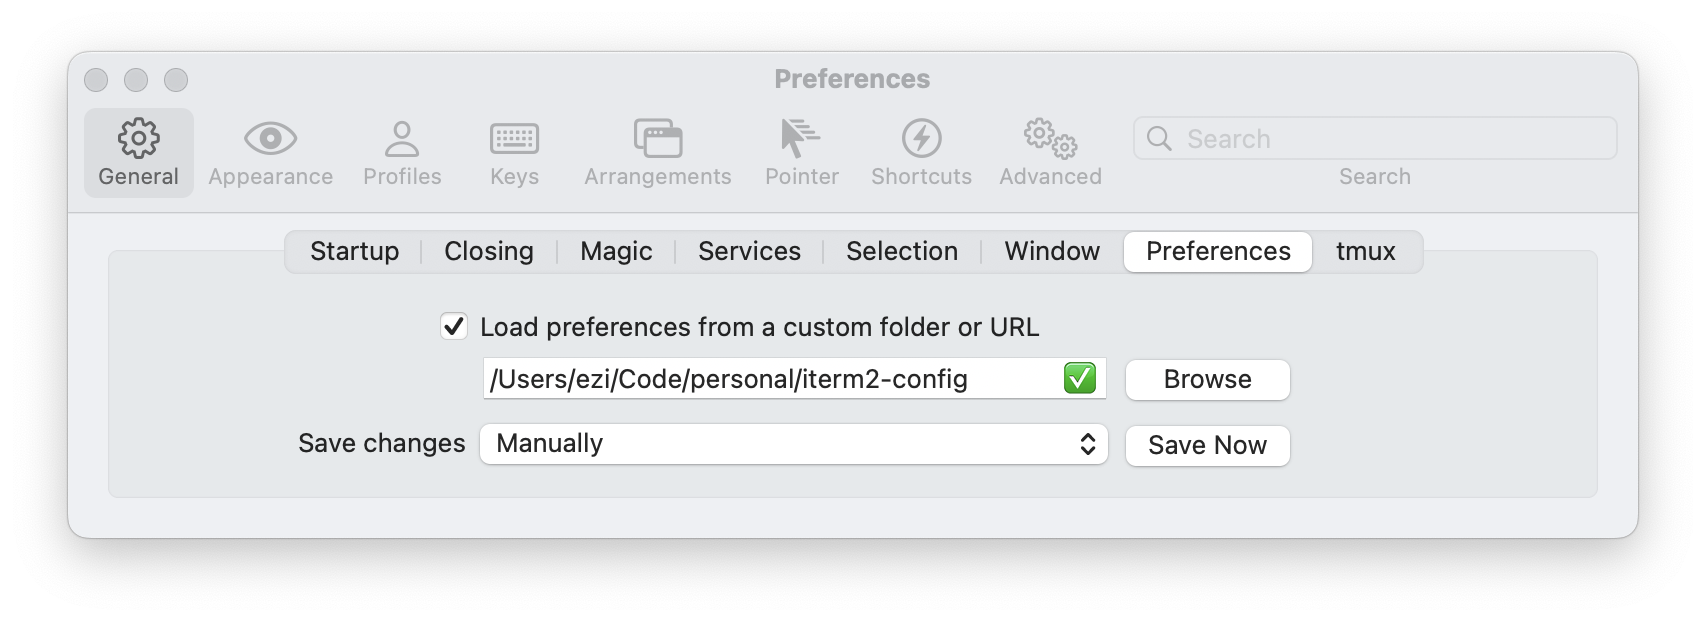 Preferences
General Appearance Profiles Keys Arrangements Pointer Shortcuts Advanced Search
Search
Startup Closing Magic Services Selection Window Preferences tmux
Load preferences from a custom folder or URL
/Users/ezi/Code/personal/iterm2-config Browse
Save changes Manually Save Now